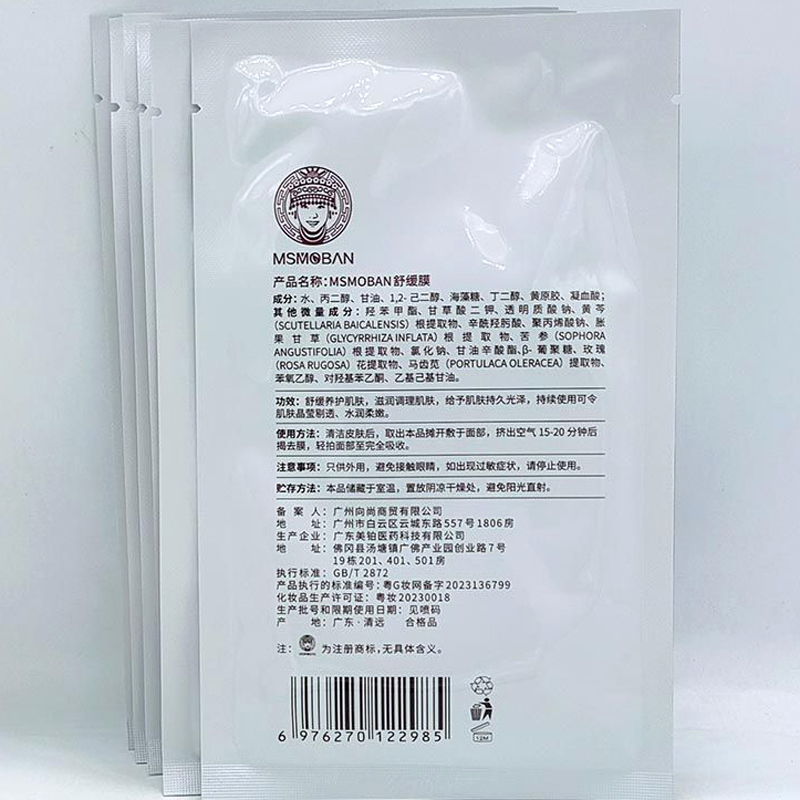 MSMOBAN
产品名称：MSMOBAN 舒缓膜
成分：水、丙二醇、甘油、1,2- 己二醇、海藻糖、丁二醇、黄原胶、凝血酸；
其他微量成分：羟苯甲酯、甘草酸二钾、透明质酸钠、黄芩
(SCUTELLARIA BAICALENSIS）根提取物、辛酰羟肟酸、聚丙烯酸钠、胀
果甘草(GLYCYRRHIZA INFLATA）根提取物、苦参(SOPHORA
ANGUSTIFOLIA）根提取物、氯化钠、甘油辛酸酯、β- 葡聚糖、玫瑰
(ROSA RUGOSA）花提取物、马齿苋（PORTULACA OLERACEA）提取物、
苯氧乙醇、对羟基苯乙酮、乙基己基甘油。
功效：舒缓养护肌肤，滋润调理肌肤，给予肌肤持久光泽，持续使用可令
肌肤晶莹剔透、水润柔嫩。
使用方法：清洁皮肤后，取出本品摊开敷于面部，挤出空气 15-20 分钟后
揭去膜，轻拍面部至完全吸收。
注意事项：只供外用，避免接触眼睛，如出现过敏症状，请停止使用。
贮存方法：本品储藏于室温，置放阴凉干燥处，避免阳光直射。
备案人：广州向尚商贸有限公司
地址：广州市白云区云城东路557号1806房
生产企业：广东美铂医药科技有限公司
地址：佛冈县汤塘镇广佛产业园创业路7号
19栋201、401、501房
执行标准：GB/T 2872
产品执行的标准编号：粤G妆网备字2023136799
化妆品生产许可证：粤妆20230018
生产批号和限期使用日期：见喷码
产地：广东·清远 合格品
注： 为注册商标，无具体含义。
6 976270 122985
12M